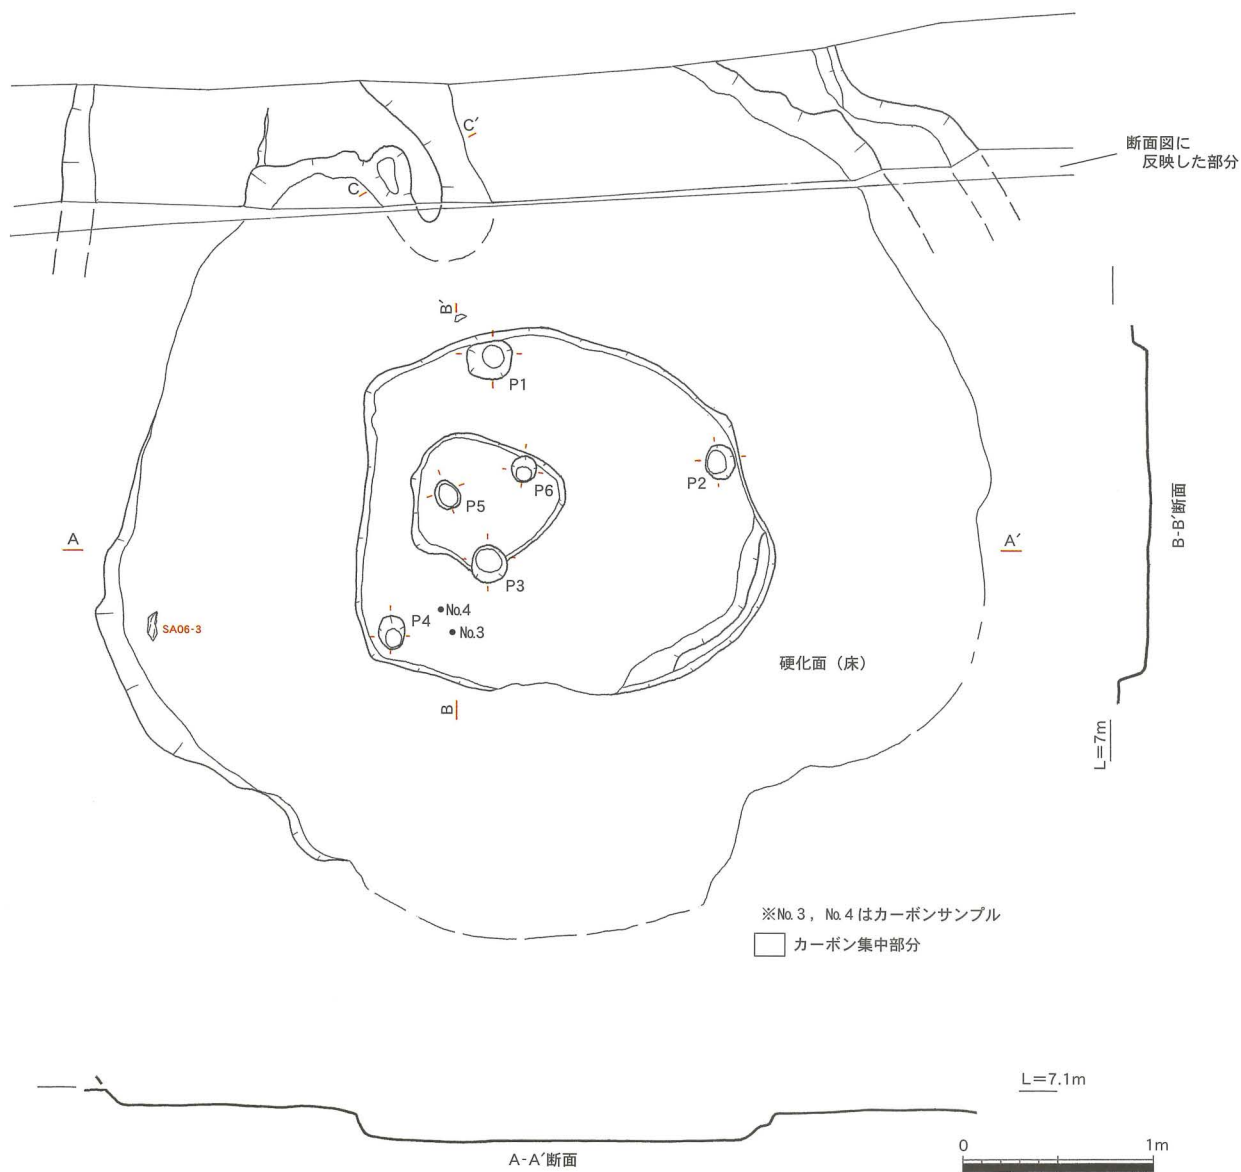 C′
断面図に
反映した部分
C
B′
P1
P2
P6
P5
A
A′
B-B′断面
P3
No.4
P4
No.3
SA06-3
硬化面（床）
B
L=7m
※No.3，No.4はカーボンサンプル
カーボン集中部分
L=7.1m
A-A′断面
0 1m